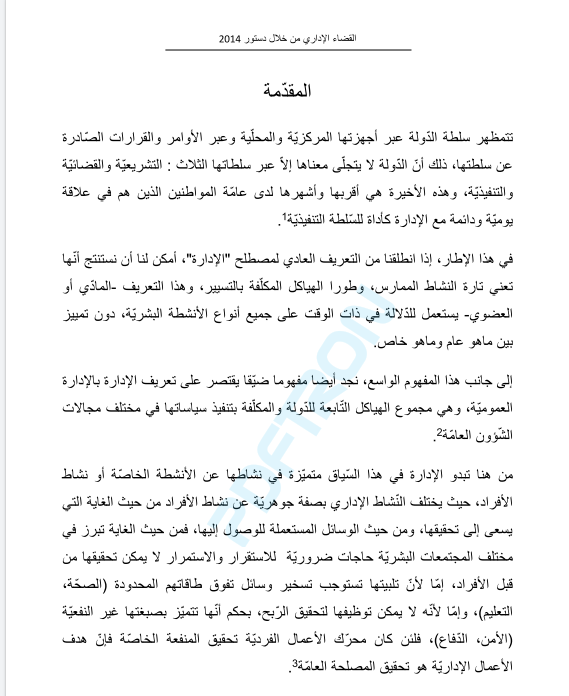 القضاء الإداري من خلال دستور 2014
المقدّمة
تتمظهر سلطة الدّولة عبر أجهزتها المركزيّة والمحلّية وعبر الأوامر والقرارات الصّادرة
عن سلطتها، ذلك أنّ الدّولة لا يتجلّى معناها إلاّ عبر سلطاتها الثلاث : التشريعيّة والقضائيّة
والتنفيذيّة، وهذه الأخيرة هي أقربها وأشهرها لدى عامّة المواطنين الذين هم في علاقة
يوميّة ودائمة مع الإدارة كأداة للسّلطة التنفيذيّة1.
في هذا الإطار، إذا انطلقنا من التعريف العادي لمصطلح "الإدارة"، أمكن لنا أن نستنتج أنّها
تعني تارة النشاط الممارس، وطورا الهياكل المكلّفة بالتسيير، وهذا التعريف -المادّي أو
العضوي- يستعمل للدّلالة في ذات الوقت على جميع أنواع الأنشطة البشريّة، دون تمييز
بين ماهو عام وماهو خاص.
إلى جانب هذا المفهوم الواسع، نجد أيضا مفهوما ضيّقا يقتصر على تعريف الإدارة بالإدارة
العموميّة، وهي مجموع الهياكل التّابعة للدّولة والمكلّفة بتنفيذ سياساتها في مختلف مجالات
الشّؤون العامّة2.
من هنا تبدو الإدارة في هذا السّياق متميّزة في نشاطها عن الأنشطة الخاصّة أو نشاط
الأفراد، حيث يختلف النّشاط الإداري بصفة جوهريّة عن نشاط الأفراد من حيث الغاية التي
يسعى إلى تحقيقها، ومن حيث الوسائل المستعملة للوصول إليها، فمن حيث الغاية تبرز في
مختلف المجتمعات البشريّة حاجات ضروريّة للاستقرار والاستمرار لا يمكن تحقيقها من
قبل الأفراد، إمّا لأنّ تلبيتها تستوجب تسخير وسائل تفوق طاقاتهم المحدودة (الصحّة،
التعليم)، وإمّا لأنّه لا يمكن توظيفها لتحقيق الرّبح، بحكم أنّها تتميّز بصبغتها غير النفعيّة
(الأمن، الدّفاع)، فلئن كان محرّك الأعمال الفرديّة تحقيق المنفعة الخاصّة فإنّ هدف
الأعمال الإداريّة هو تحقيق المصلحة العامّة3.
PDFTRON